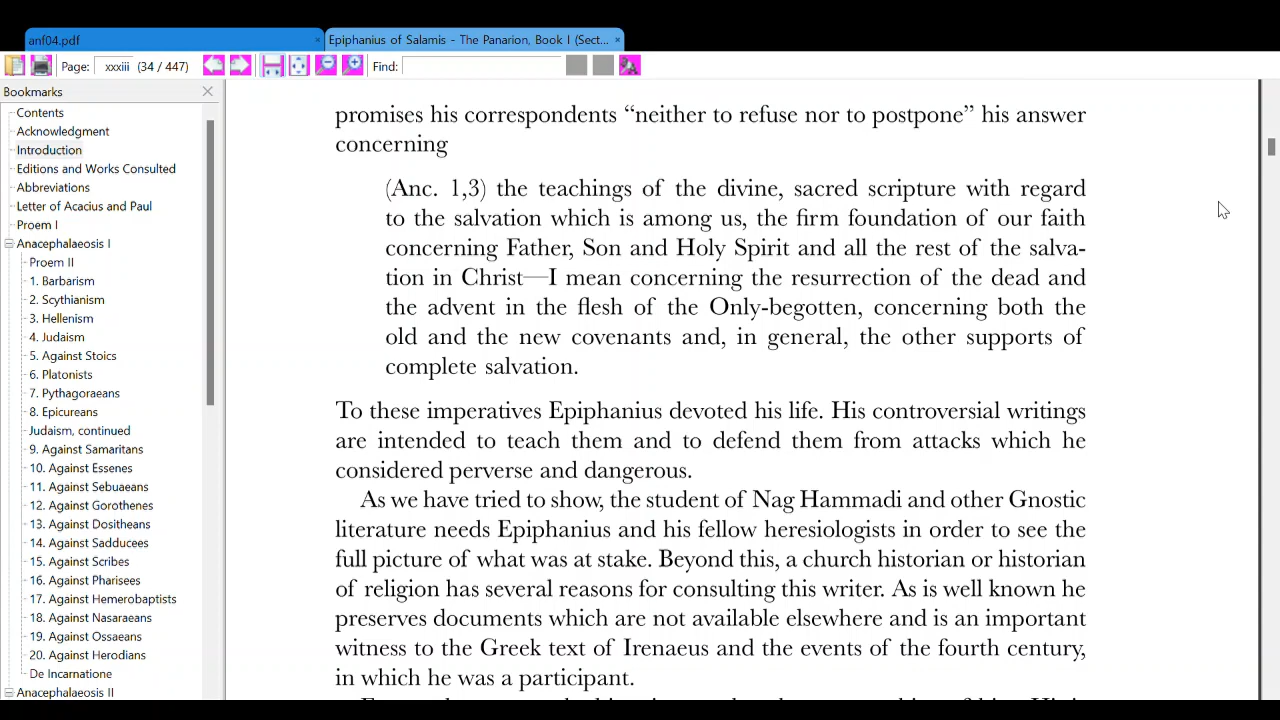 anf04.pdf ×
Epiphanius of Salamis - The Panarion, Book I (Sect... ×
Page: xxxiii (34 / 447)
Find:
Bookmarks
Contents
Acknowledgment
Introduction
Editions and Works Consulted
Abbreviations
Letter of Acacius and Paul
Proem I
Anacephalaeosis I
Proem II
1. Barbarism
2. Scythianism
3. Hellenism
4. Judaism
5. Against Stoics
6. Platonists
7. Pythagoraeans
8. Epicureans
Judaism, continued
9. Against Samaritans
10. Against Essenes
11. Against Sebuaeans
12. Against Gorothenes
13. Against Dositheans
14. Against Sadducees
15. Against Scribes
16. Against Pharisees
17. Against Hemerobaptists
18. Against Nasaraeans
19. Against Ossaeans
20. Against Herodians
De Incarnatione
Anacephalaeosis II
promises his correspondents “neither to refuse nor to postpone” his answer
concerning
(Anc. 1,3) the teachings of the divine, sacred scripture with regard
to the salvation which is among us, the firm foundation of our faith
concerning Father, Son and Holy Spirit and all the rest of the salva-
tion in Christ—I mean concerning the resurrection of the dead and
the advent in the flesh of the Only-begotten, concerning both the
old and the new covenants and, in general, the other supports of
complete salvation.
To these imperatives Epiphanius devoted his life. His controversial writings
are intended to teach them and to defend them from attacks which he
considered perverse and dangerous.
As we have tried to show, the student of Nag Hammadi and other Gnostic
literature needs Epiphanius and his fellow heresiologists in order to see the
full picture of what was at stake. Beyond this, a church historian or historian
of religion has several reasons for consulting this writer. As is well known he
preserves documents which are not available elsewhere and is an important
witness to the Greek text of Irenaeus and the events of the fourth century,
in which he was a participant.